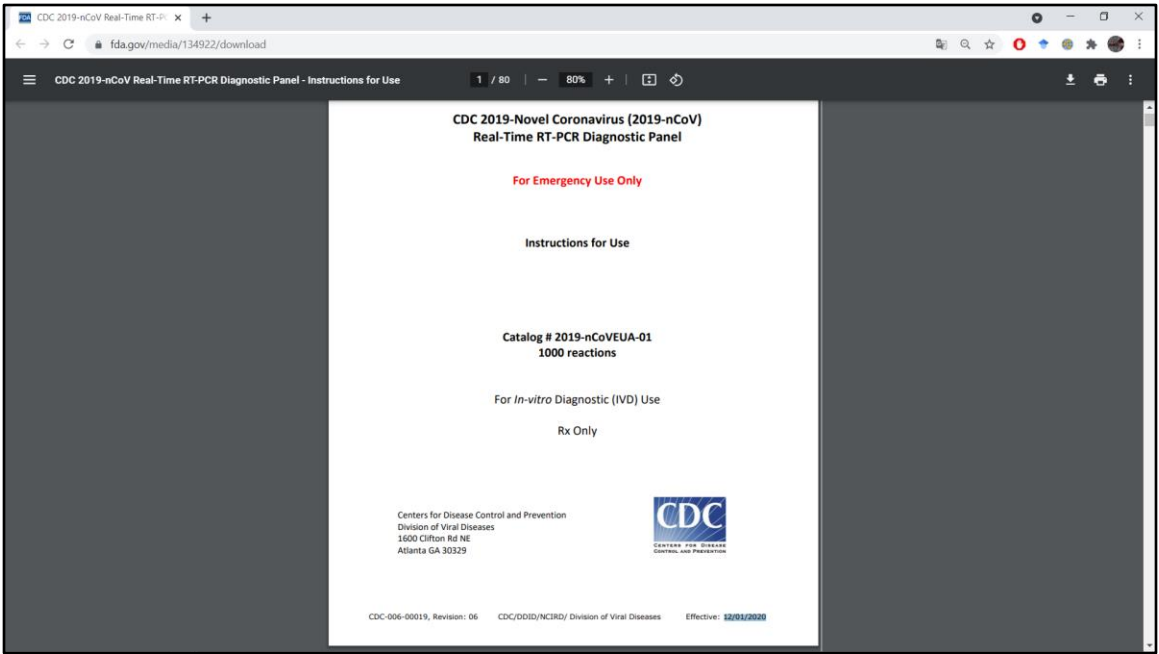 CDC 2019-nCoV Real-Time RT-PC
fda.gov/media/134922/download
CDC 2019-nCoV Real-Time RT-PCR Diagnostic Panel - Instructions for Use 1 / 80 80%
CDC 2019-Novel Coronavirus (2019-nCoV)
Real-Time RT-PCR Diagnostic Panel
For Emergency Use Only
Instructions for Use
Catalog # 2019-nCoVEUA-01
1000 reactions
For In-vitro Diagnostic (IVD) Use
Rx Only
Centers for Disease Control and Prevention
Division of Viral Diseases
1600 Clifton Rd NE
Atlanta GA 30329
CDC
CENTERS FOR DISEASE
CONTROL AND PREVENTION
CDC-006-00019, Revision: 06 CDC/DDID/NCIRD/ Division of Viral Diseases Effective: 12/01/2020